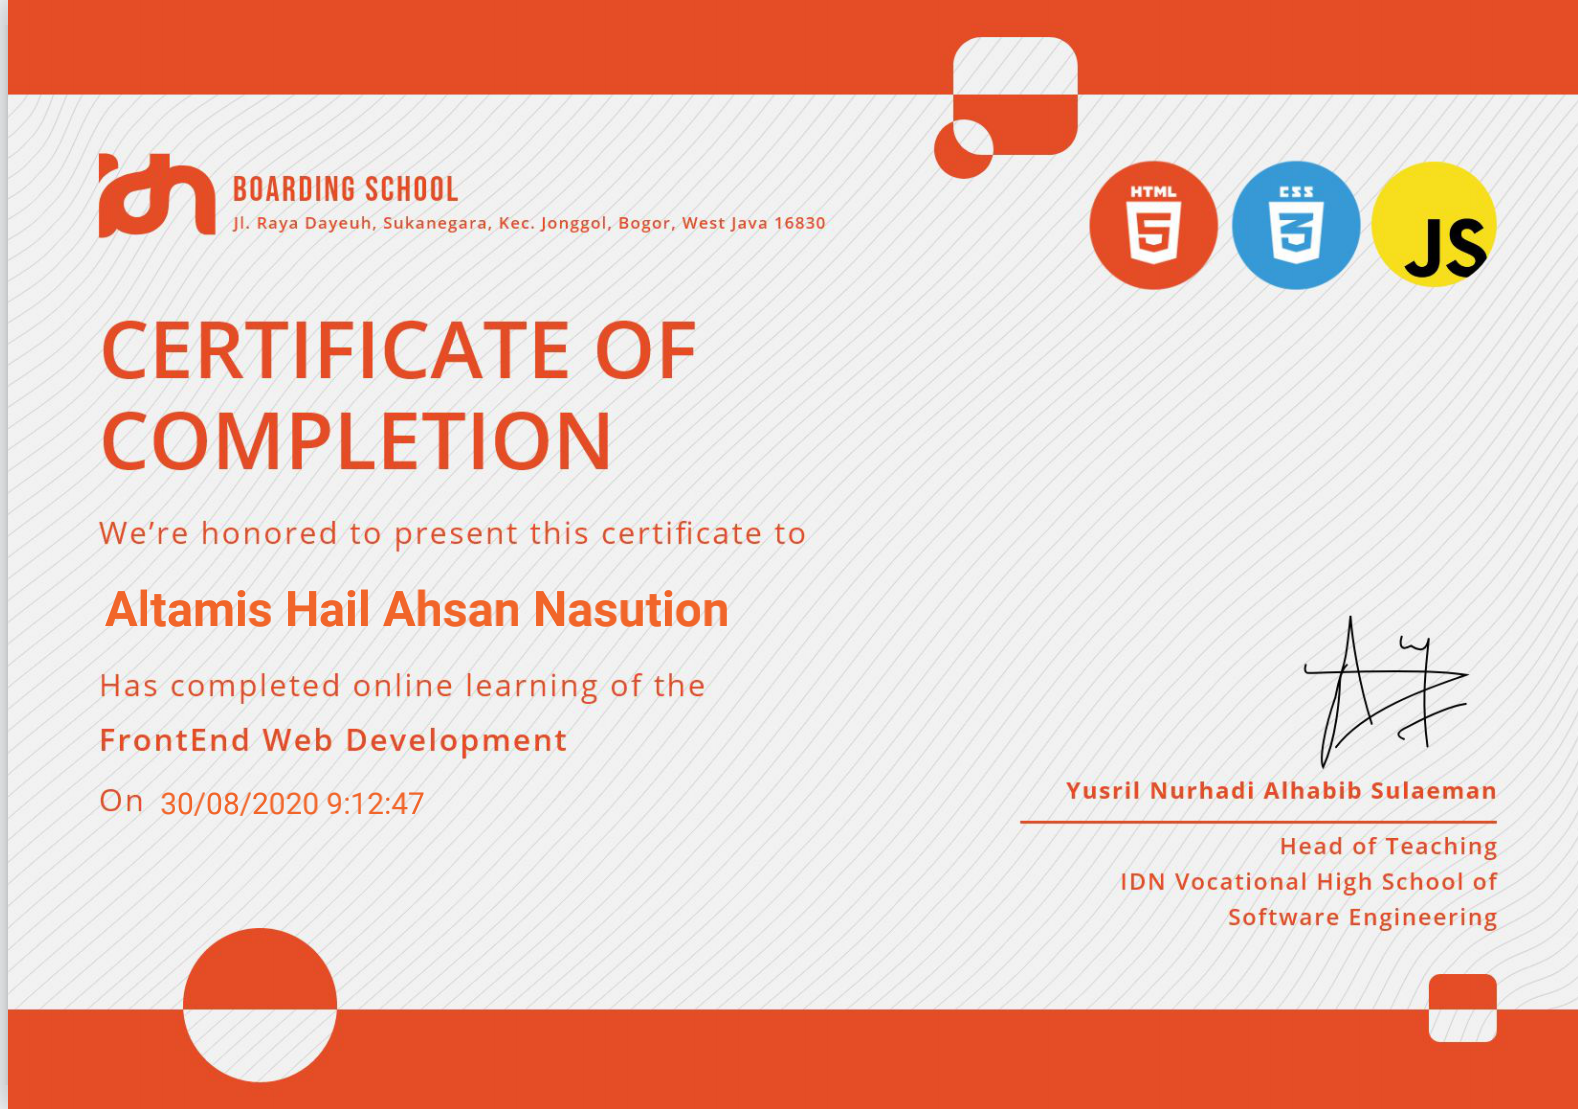 idn
BOARDING SCHOOL
Jl. Raya Dayeuh, Sukanegara, Kec. Jonggol, Bogor, West Java 16830
HTML
5
CSS
3
JS
CERTIFICATE OF
COMPLETION
We’re honored to present this certificate to
Altamis Hail Ahsan Nasution
Has completed online learning of the
FrontEnd Web Development
On 30/08/2020 9:12:47
Yusril Nurhadi Alhabib Sulaeman
Head of Teaching
IDN Vocational High School of
Software Engineering